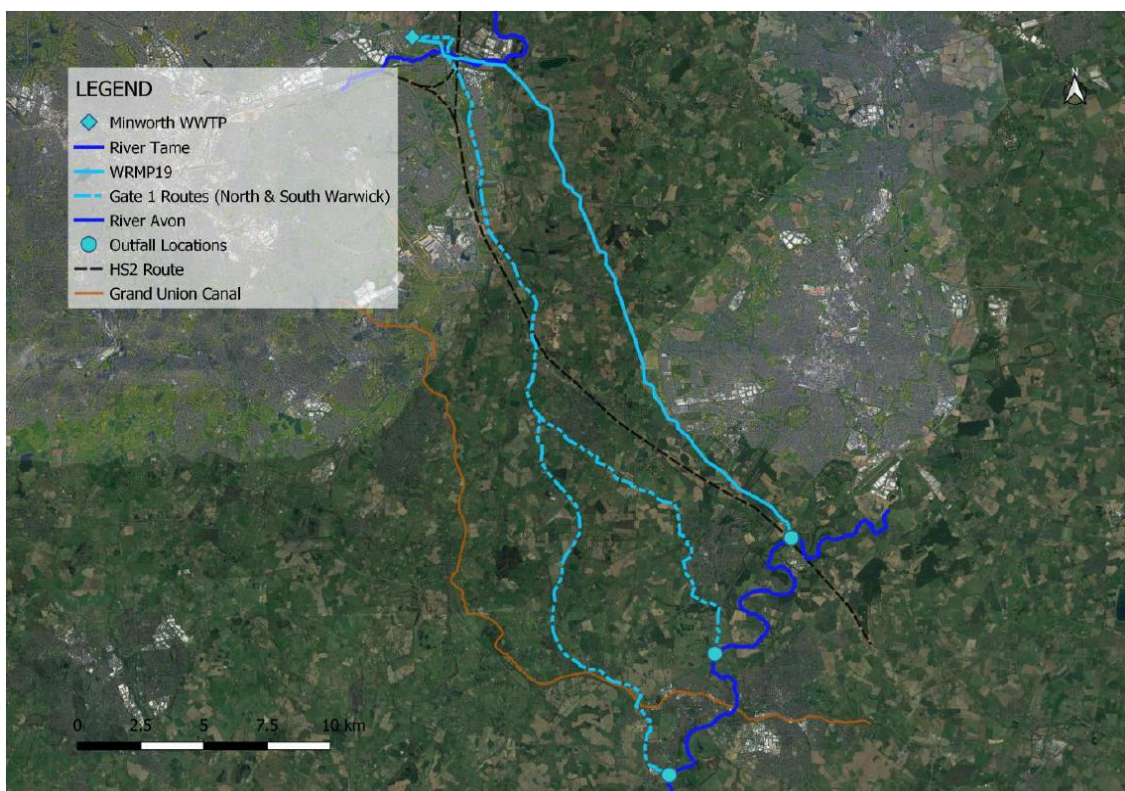 N
LEGEND
Minworth WWTP
River Tame
WRMP19
Gate 1 Routes (North & South Warwick)
River Avon
Outfall Locations
HS2 Route
Grand Union Canal
0 2.5 5 7.5 10 km